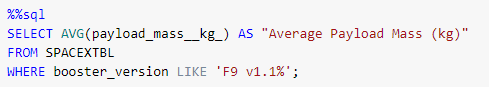 %%sql
SELECT AVG(payload_mass__kg_) AS "Average Payload Mass (kg)"
FROM SPACEXTBL
WHERE booster_version LIKE 'F9 v1.1%';